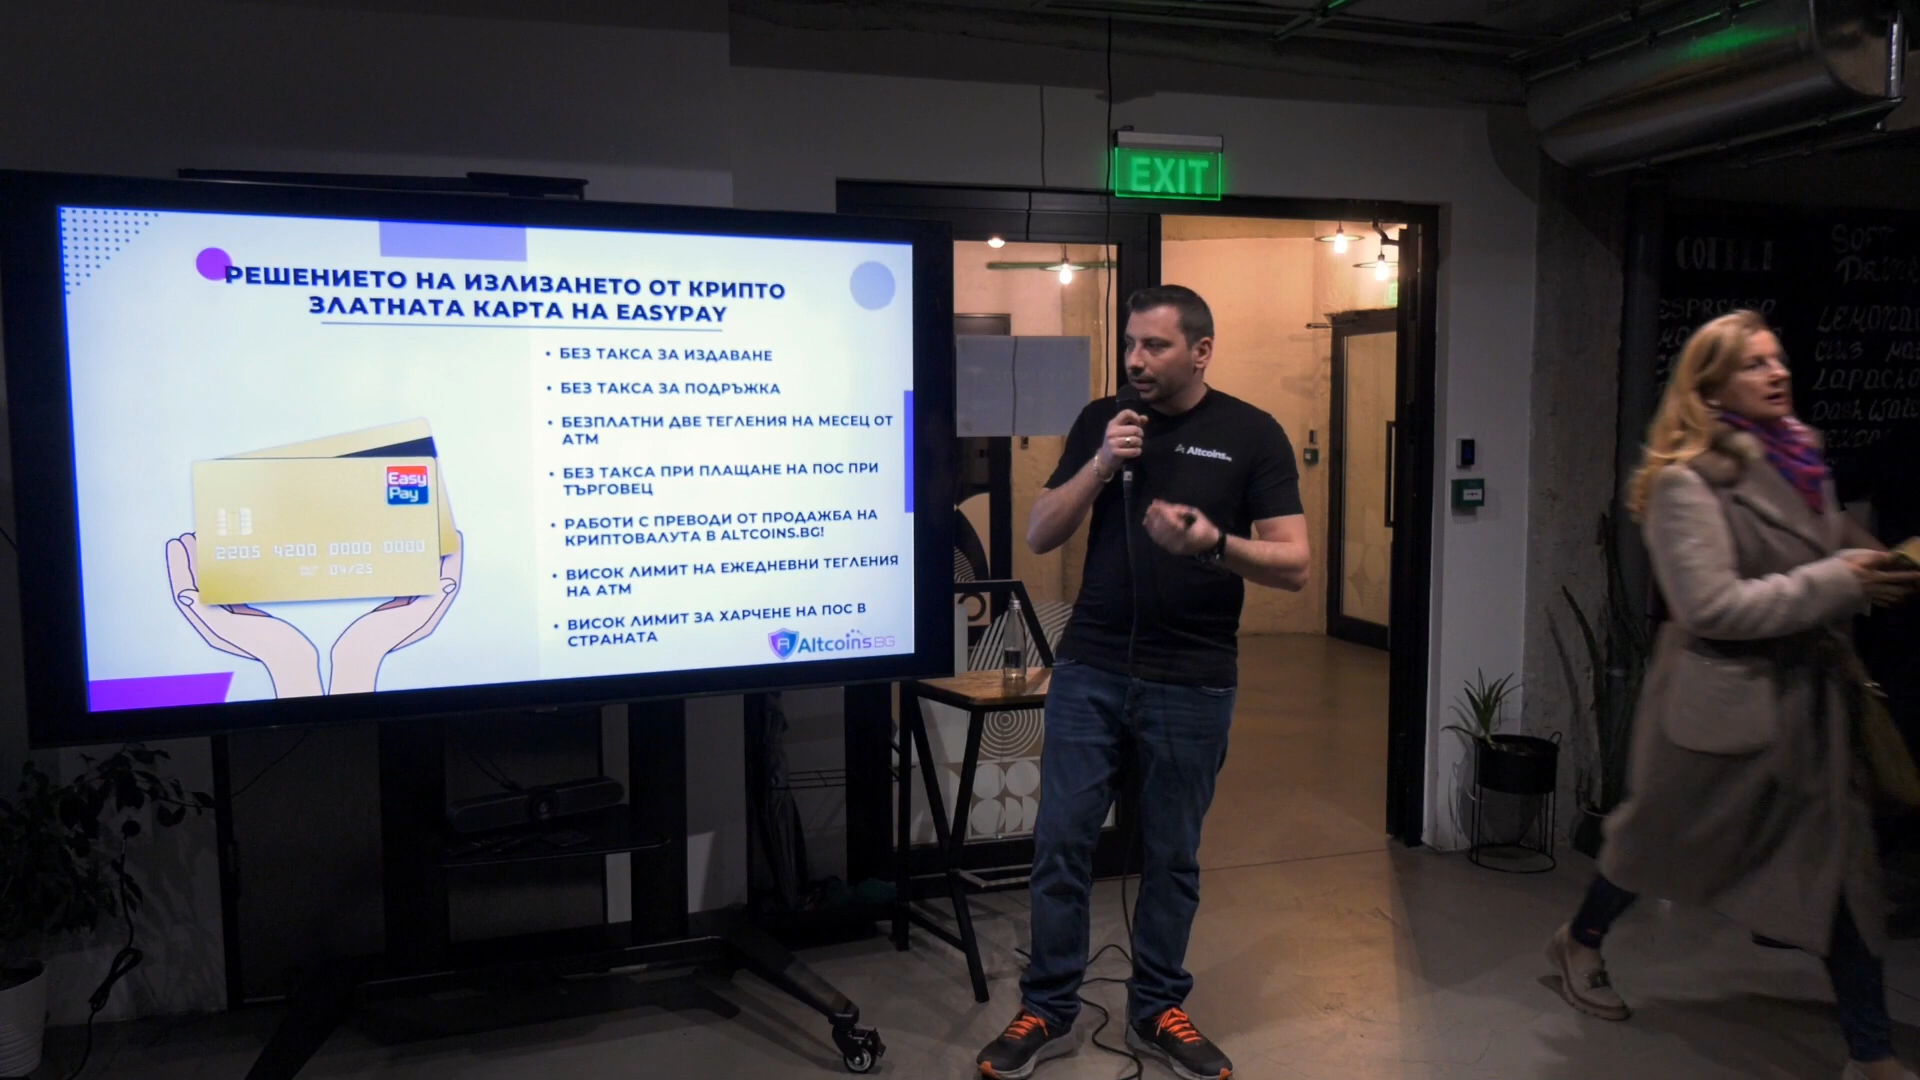 РЕШЕНИЕТО НА ИЗЛИЗАНЕТО ОТ КРИПТО
ЗЛАТНАТА КАРТА НА EASYPAY
• БЕЗ ТАКСА ЗА ИЗДАВАНЕ
• БЕЗ ТАКСА ЗА ПОДРЪЖКА
• БЕЗПЛАТНИ ДВЕ ТЕГЛЕНИЯ НА МЕСЕЦ ОТ
АТМ
• БЕЗ ТАКСА ПРИ ПЛАЩАНЕ НА ПОС ПРИ
ТЪРГОВЕЦ
• РАБОТИ С ПРЕВОДИ ОТ ПРОДАЖБА НА
КРИПТОВАЛУТА В ALTCOINS.BG!
• ВИСОК ЛИМИТ НА ЕЖЕДНЕВНИ ТЕГЛЕНИЯ
НА АТМ
• ВИСОК ЛИМИТ ЗА ХАРЧЕНЕ НА ПОС В
СТРАНАТА
AltcoinsBG
Easy
Pay
2205 4200 0000 0000
04/25
EXIT
Altcoins
COFFEE
ESPRESSO
SOFT